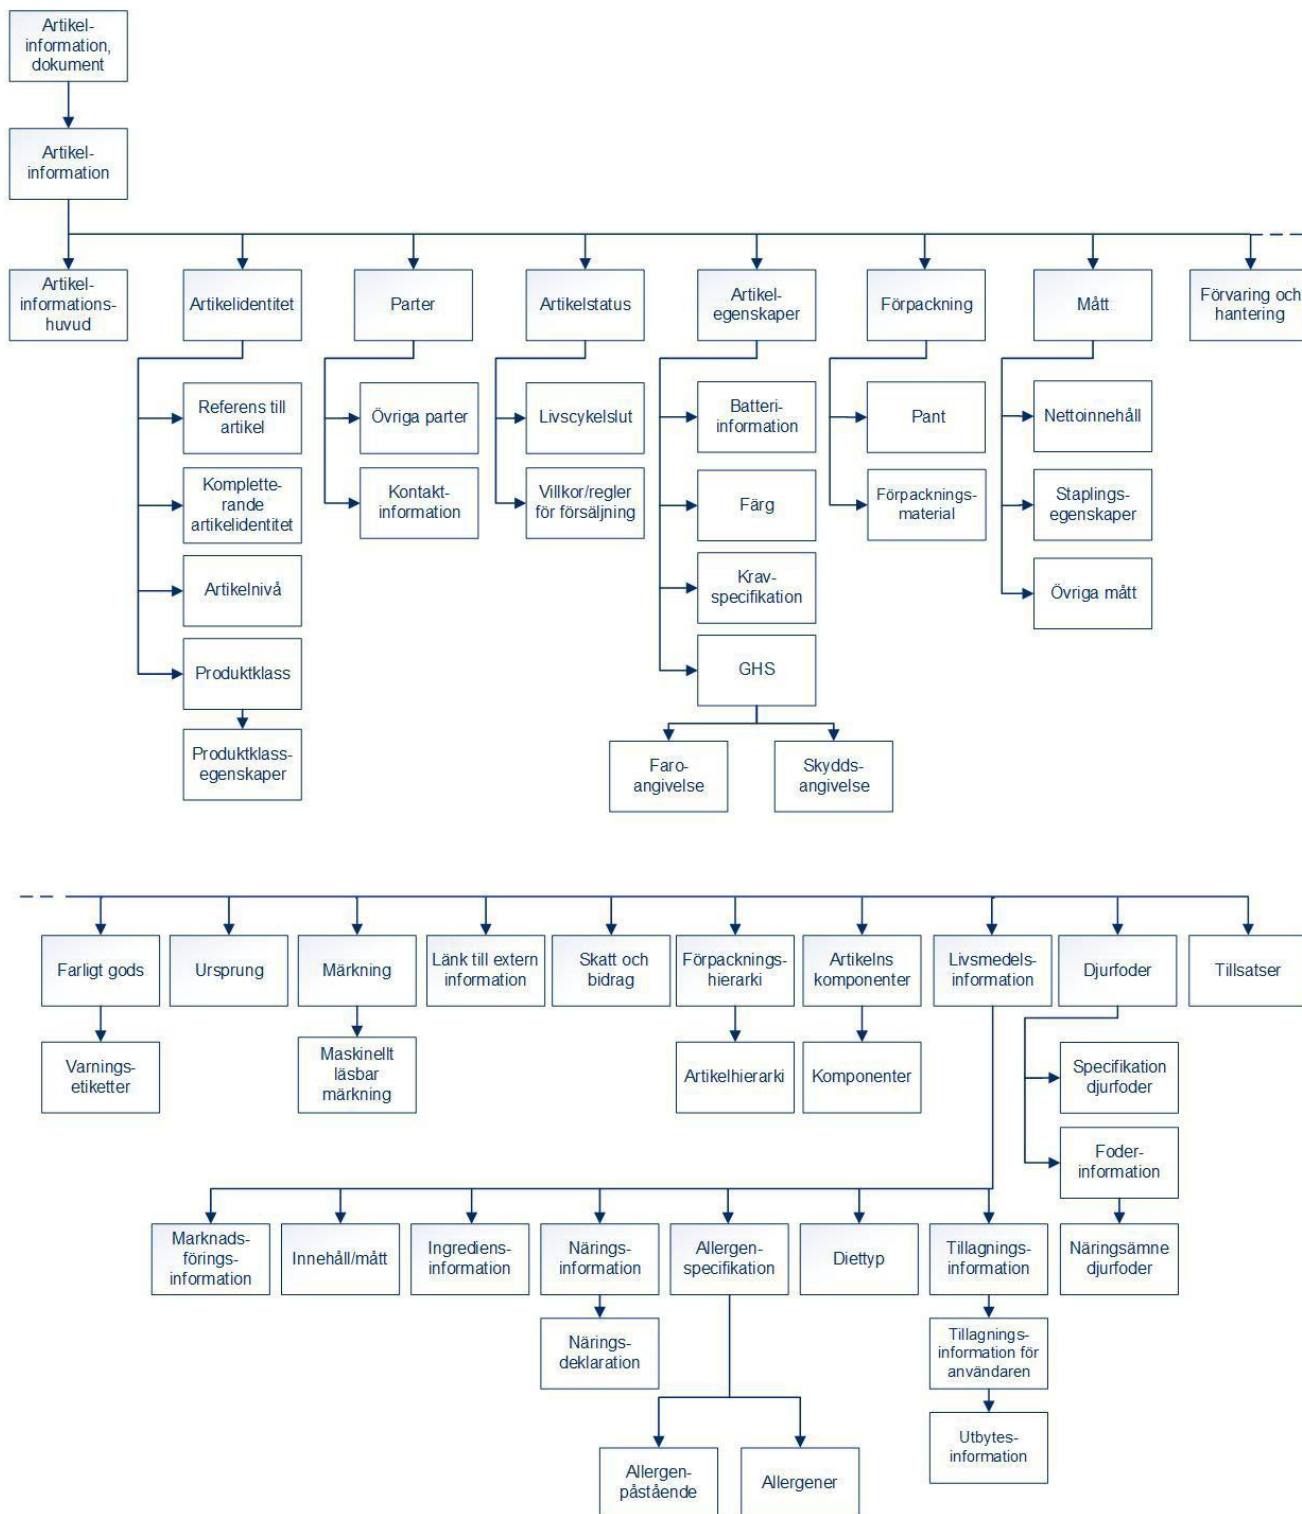 Artikel-
information,
dokument
Artikel-
information
Artikel-
informations-
huvud
Artikelidentitet
Parter
Artikelstatus
Artikel-
egenskaper
Förpackning
Mått
Förvaring och
hantering
Referens till
artikel
Övriga parter
Livscykelslut
Batteri-
information
Pant
Nettoinnehåll
Komplette-
rande
artikelidentitet
Kontakt-
information
Villkor/regler
för försäljning
Färg
Förpacknings-
material
Staplings-
egenskaper
Artikelnivå
Krav-
specifikation
Övriga mått
Produktklass
GHS
Produktklass-
egenskaper
Faro-
angivelse
Skydds-
angivelse
Farligt gods
Ursprung
Märkning
Länk till extern
information
Skatt och
bidrag
Förpacknings-
hierarki
Artikelns
komponenter
Livsmedels-
information
Djurfoder
Tillsatser
Varnings-
etiketter
Maskinellt
läsbar
märkning
Artikelhierarki
Komponenter
Specifikation
djurfoder
Foder-
information
Marknads-
förings-
information
Innehåll/mått
Ingrediens-
information
Närings-
information
Allergen-
specifikation
Diettyp
Tillagnings-
information
Näringsämne
djurfoder
Närings-
deklaration
Tillagnings-
information för
användaren
Utbytes-
information
Allergen-
påstående
Allergener